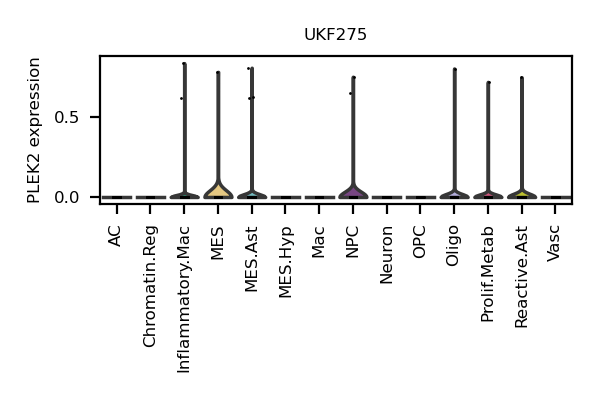 UKF275
PLEK2 expression
0.5
0.0
AC
Chromatin.Reg
Inflammatory.Mac
MES
MES.Ast
MES.Hyp
Mac
NPC
Neuron
OPC
Oligo
Prolif.Metab
Reactive.Ast
Vasc